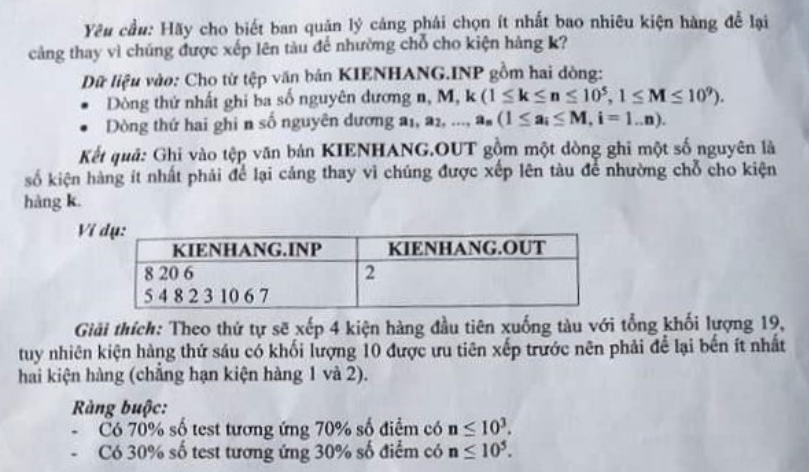 Yêu cầu: Hãy cho biết ban quản lý cảng phải chọn ít nhất bao nhiêu kiện hàng để lại
cảng thay vì chúng được xếp lên tàu để nhường chỗ cho kiện hàng k?
Dữ liệu vào: Cho từ tệp văn bản KIENHANG.INP gồm hai dòng:
• Dòng thứ nhất ghi ba số nguyên dương n, M, k (1 ≤ k ≤ n ≤ 10⁵, 1 ≤ M ≤ 10⁹).
• Dòng thứ hai ghi n số nguyên dương a₁, a₂, ..., aₙ (1 ≤ aᵢ ≤ M, i = 1..n).
Kết quả: Ghi vào tệp văn bản KIENHANG.OUT gồm một dòng ghi một số nguyên là
số kiện hàng ít nhất phải để lại cảng thay vì chúng được xếp lên tàu để nhường chỗ cho kiện
hàng k.
Ví dụ:
KIENHANG.INP KIENHANG.OUT
8 20 6 2
5 4 8 2 3 10 6 7
Giải thích: Theo thứ tự sẽ xếp 4 kiện hàng đầu tiên xuống tàu với tổng khối lượng 19,
tuy nhiên kiện hàng thứ sáu có khối lượng 10 được ưu tiên xếp trước nên phải để lại bến ít nhất
hai kiện hàng (chẳng hạn kiện hàng 1 và 2).
Ràng buộc:
- Có 70% số test tương ứng 70% số điểm có n ≤ 10³.
- Có 30% số test tương ứng 30% số điểm có n ≤ 10⁵.